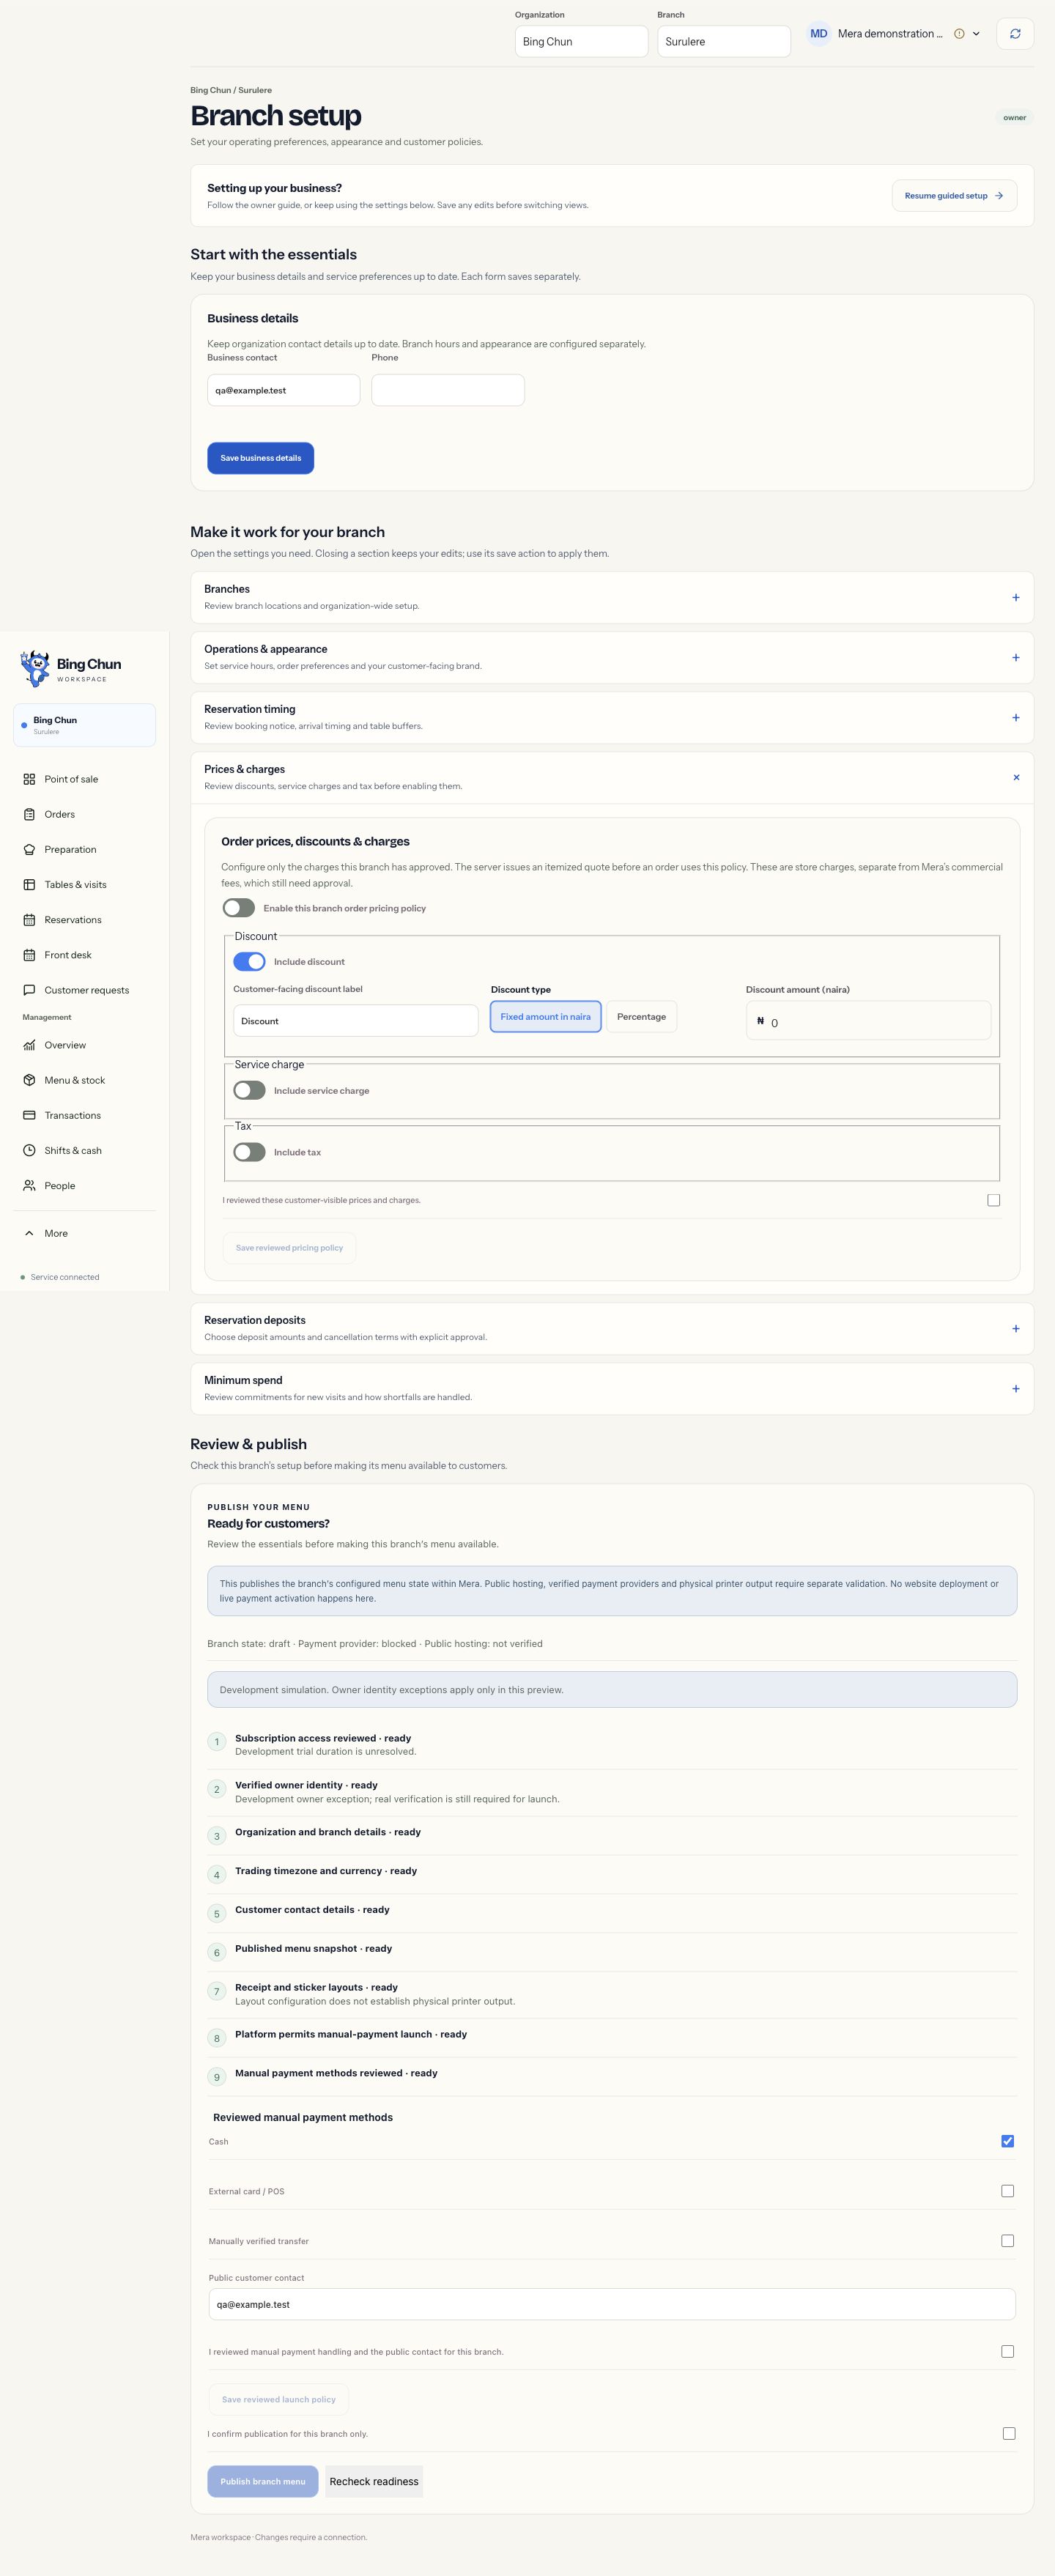 Organization
Branch
Bing Chun
Surulere
MD
Mera demonstration ...
Bing Chun / Surulere
Branch setup
owner
Set your operating preferences, appearance and customer policies.
Setting up your business?
Follow the owner guide, or keep using the settings below. Save any edits before switching views.
Resume guided setup
Start with the essentials
Keep your business details and service preferences up to date. Each form saves separately.
Business details
Keep organization contact details up to date. Branch hours and appearance are configured separately.
Business contact
Phone
qa@example.test
Save business details
Make it work for your branch
Open the settings you need. Closing a section keeps your edits; use its save action to apply them.
Branches
Review branch locations and organization-wide setup.
Operations & appearance
Set service hours, order preferences and your customer-facing brand.
Reservation timing
Review booking notice, arrival timing and table buffers.
Prices & charges
Review discounts, service charges and tax before enabling them.
Order prices, discounts & charges
Configure only the charges this branch has approved. The server issues an itemized quote before an order uses this policy. These are store charges, separate from Mera's commercial
fees, which still need approval.
Enable this branch order pricing policy
Discount
Include discount
Customer-facing discount label
Discount type
Discount amount (naira)
Discount
Fixed amount in naira
Percentage
₦ 0
Service charge
Include service charge
Tax
Include tax
I reviewed these customer-visible prices and charges.
Save reviewed pricing policy
Reservation deposits
Choose deposit amounts and cancellation terms with explicit approval.
Minimum spend
Review commitments for new visits and how shortfalls are handled.
Bing Chun
WORKSPACE
Bing Chun
Surulere
Point of sale
Orders
Preparation
Tables & visits
Reservations
Front desk
Customer requests
Management
Overview
Menu & stock
Transactions
Shifts & cash
People
More
Service connected
Review & publish
Check this branch's setup before making its menu available to customers.
PUBLISH YOUR MENU
Ready for customers?
Review the essentials before making this branch's menu available.
This publishes the branch's configured menu state within Mera. Public hosting, verified payment providers and physical printer output require separate validation. No website deployment or
live payment activation happens here.
Branch state: draft · Payment provider: blocked · Public hosting: not verified
Development simulation. Owner identity exceptions apply only in this preview.
1
Subscription access reviewed · ready
Development trial duration is unresolved.
2
Verified owner identity · ready
Development owner exception; real verification is still required for launch.
3
Organization and branch details · ready
4
Trading timezone and currency · ready
5
Customer contact details · ready
6
Published menu snapshot · ready
7
Receipt and sticker layouts · ready
Layout configuration does not establish physical printer output.
8
Platform permits manual-payment launch · ready
9
Manual payment methods reviewed · ready
Reviewed manual payment methods
Cash
External card / POS
Manually verified transfer
Public customer contact
qa@example.test
I reviewed manual payment handling and the public contact for this branch.
Save reviewed launch policy
I confirm publication for this branch only.
Publish branch menu
Recheck readiness
Mera workspace · Changes require a connection.